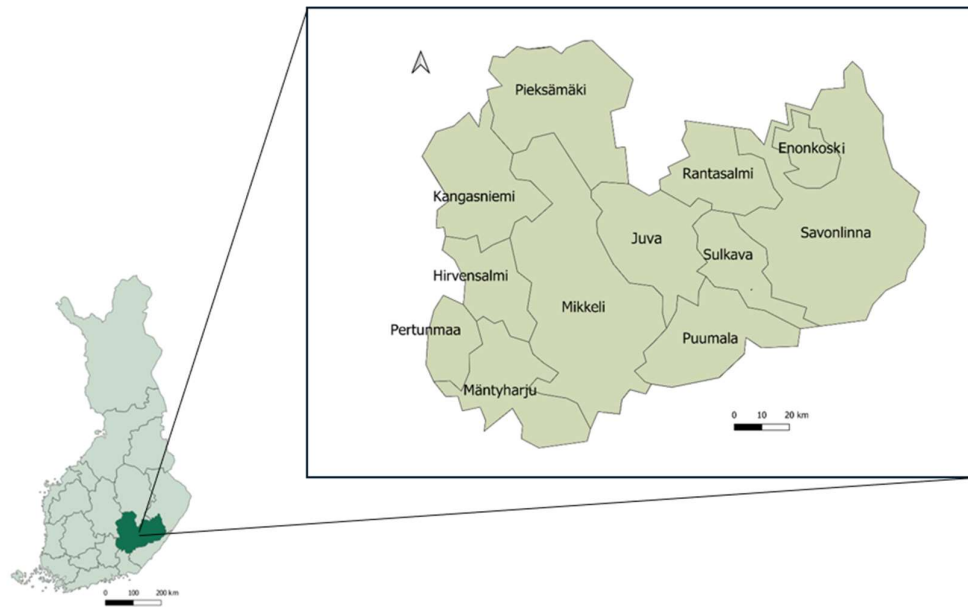 Pieksämäki
Enonkoski
Rantasalmi
Kangasniemi
Savonlinna
Juva
Sulkava
Hirvensalmi
Mikkeli
Pertunmaa
Puumala
Mäntyharju
0 10 20 km
0 100 200 km